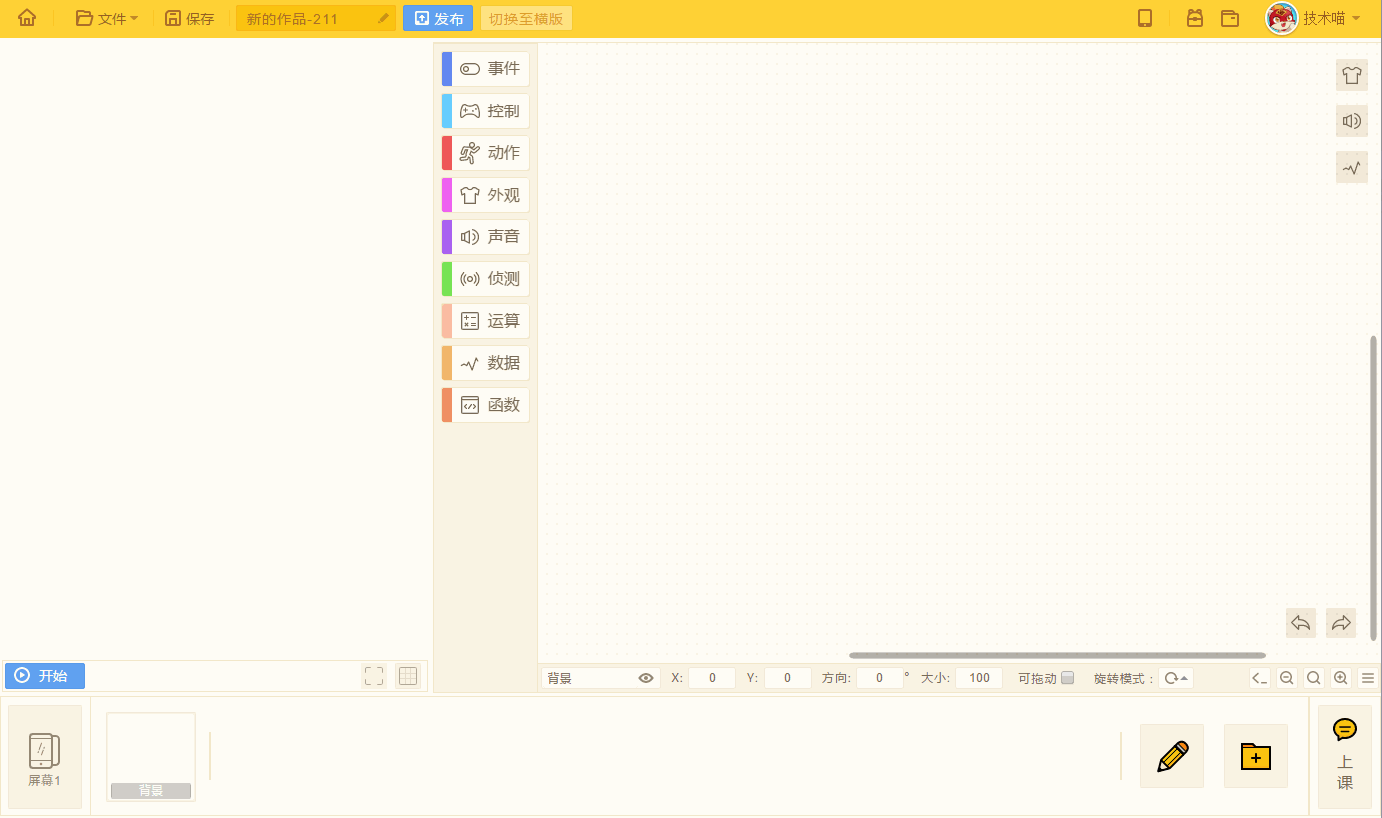 文件
保存
新的作品-211
发布
切换至横版
技术喵
事件
控制
动作
外观
声音
侦测
运算
数据
函数
开始
背景
X: 0
Y: 0
方向: 0 °
大小: 100
可拖动
旋转模式 :
屏幕1
背景
上
课